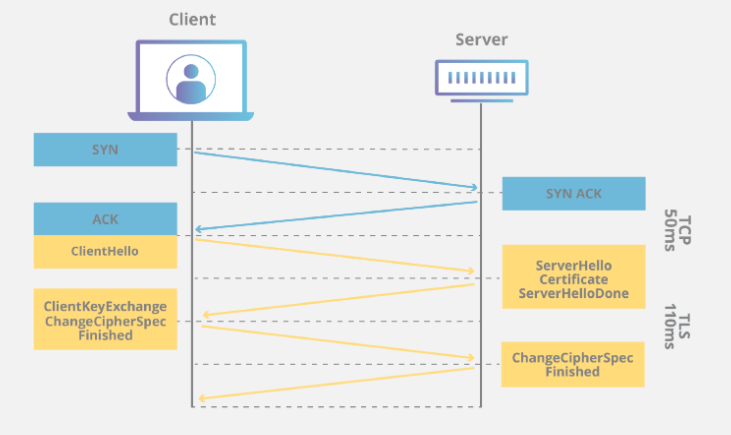 Client
Server
SYN
SYN ACK
ACK
ClientHello
ServerHello
Certificate
ServerHelloDone
ClientKeyExchange
ChangeCipherSpec
Finished
ChangeCipherSpec
Finished
TCP
50ms
TLS
110ms